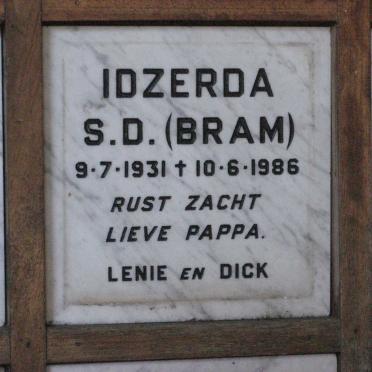 IDZERDA
S.D. (BRAM)
9·7·1931 † 10·6·1986
RUST ZACHT
LIEVE PAPPA.
LENIE EN DICK